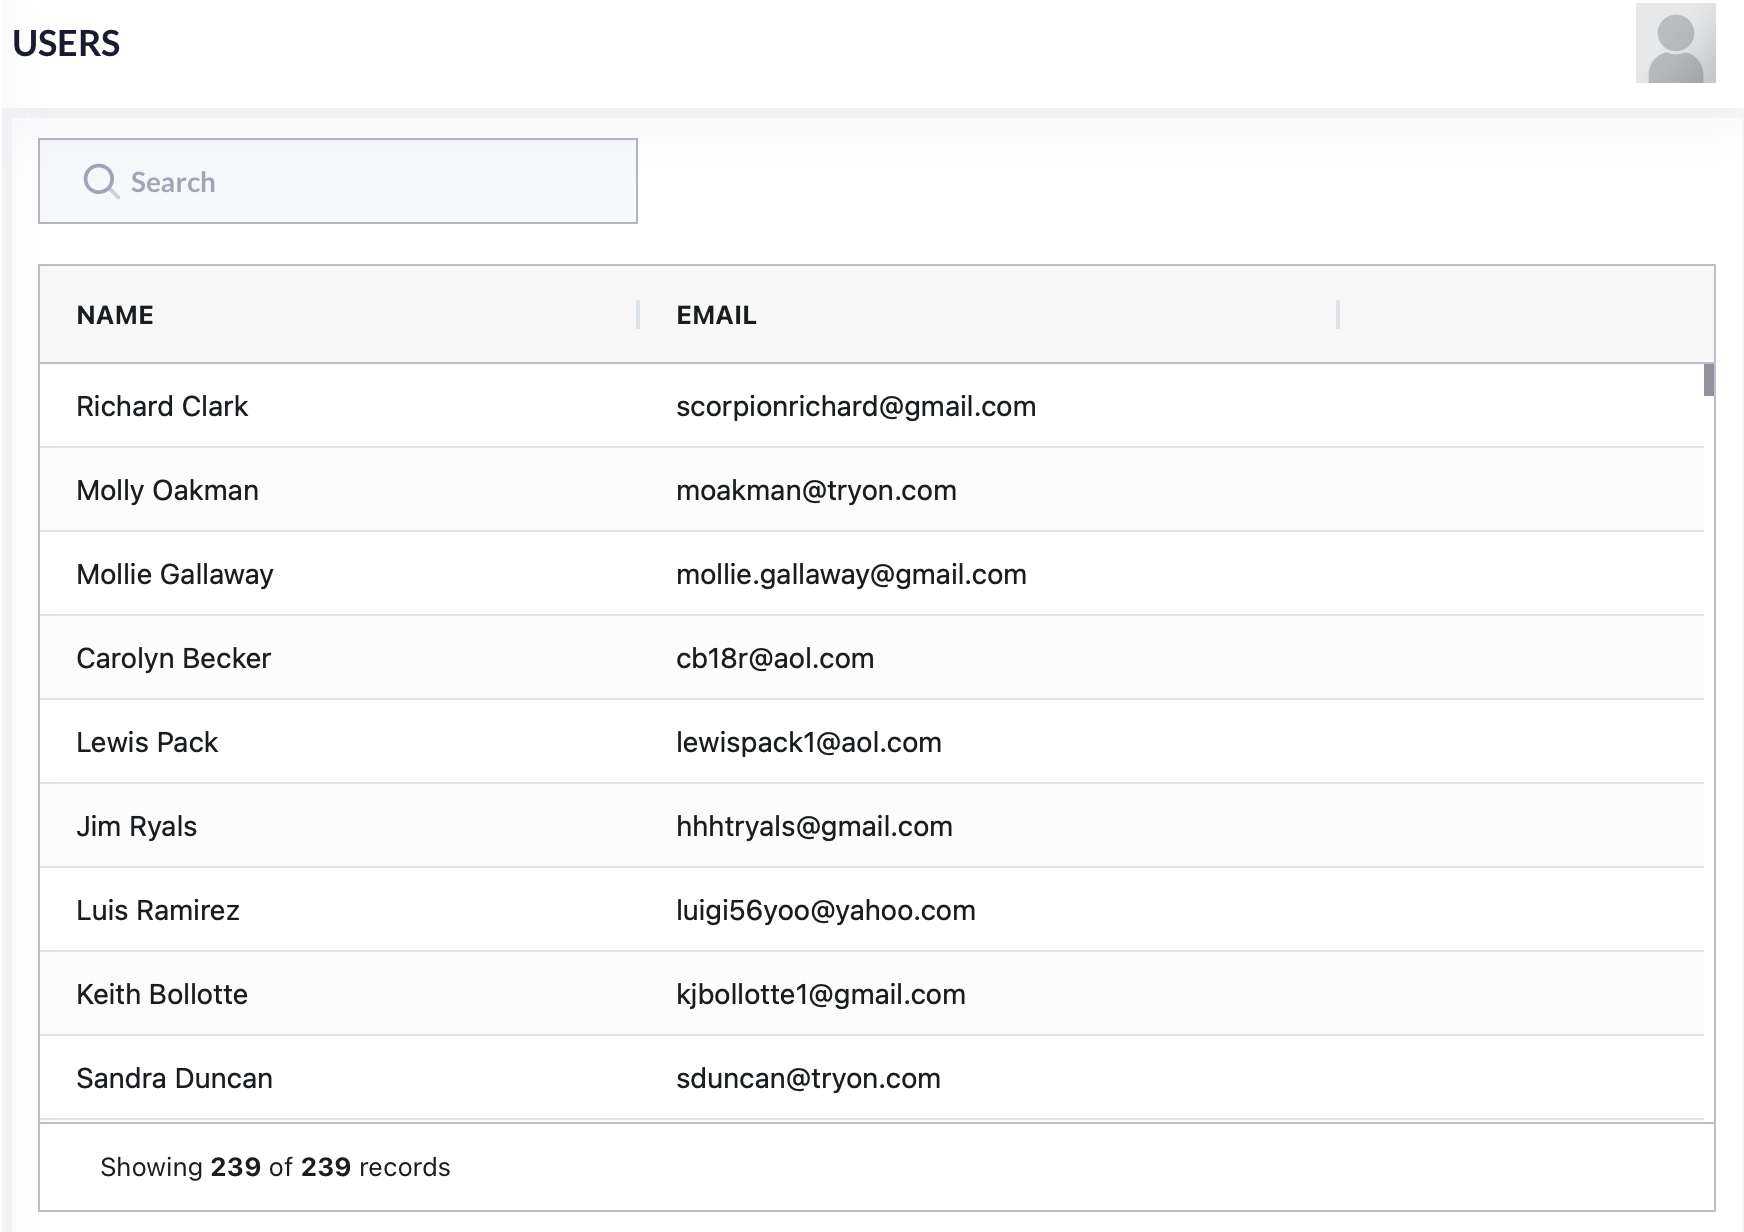 USERS
Search
NAME EMAIL
Richard Clark scorpionrichard@gmail.com
Molly Oakman moakman@tryon.com
Mollie Gallaway mollie.gallaway@gmail.com
Carolyn Becker cb18r@aol.com
Lewis Pack lewispack1@aol.com
Jim Ryals hhhtryals@gmail.com
Luis Ramirez luigi56yoo@yahoo.com
Keith Bollotte kjbollotte1@gmail.com
Sandra Duncan sduncan@tryon.com
Showing 239 of 239 records